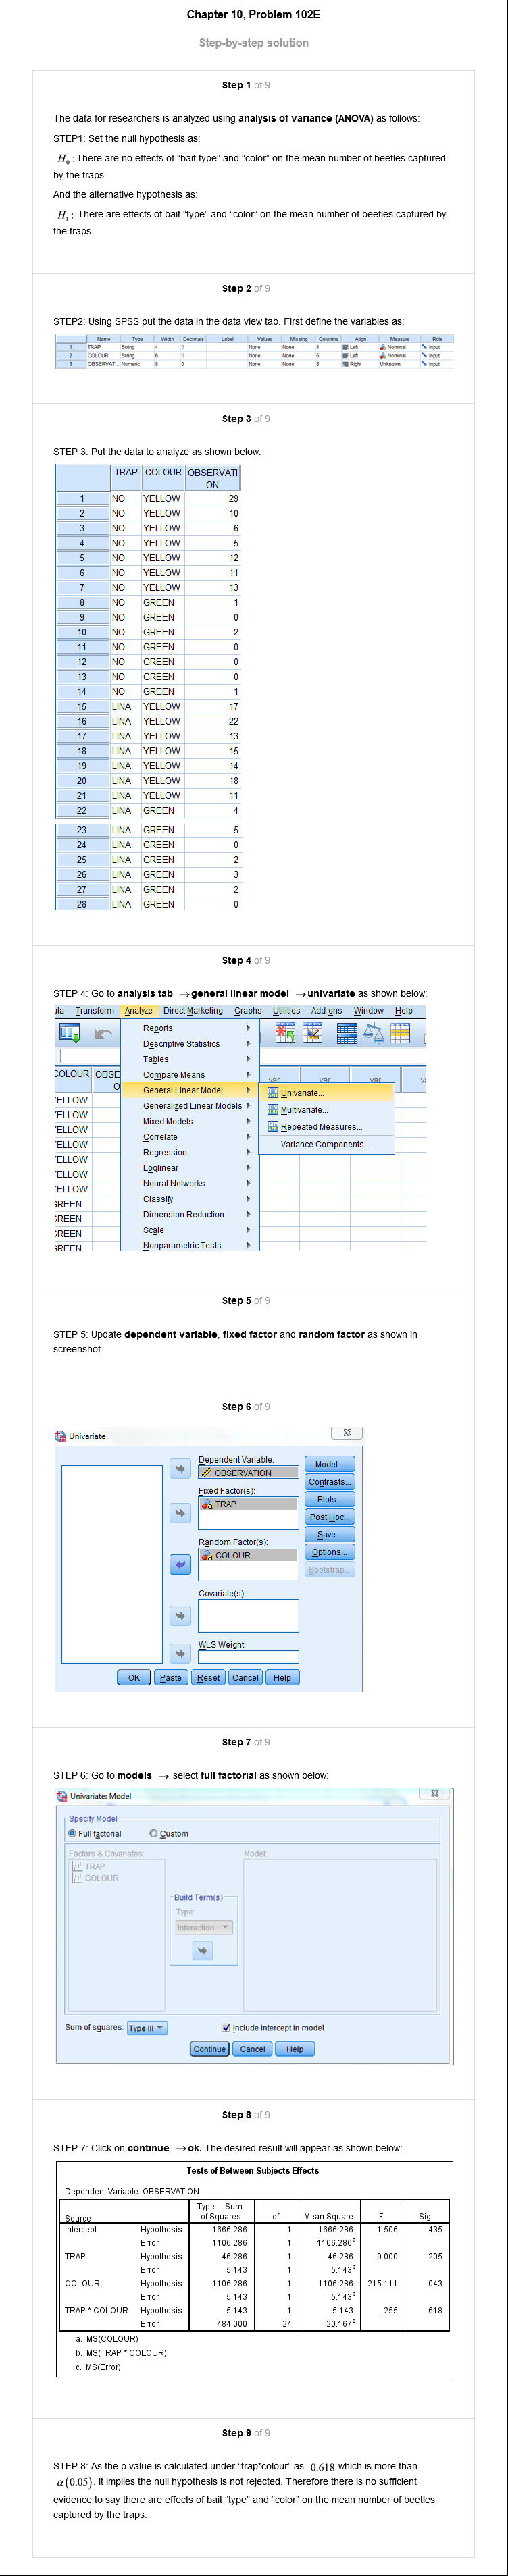 Chapter 10, Problem 102E
Step-by-step solution
Step 1 of 9
The data for researchers is analyzed using analysis of variance (ANOVA) as follows:
STEP1: Set the null hypothesis as:
H₀ : There are no effects of “bait type” and “color” on the mean number of beetles captured
by the traps.
And the alternative hypothesis as:
H₁ : There are effects of bait “type” and “color” on the mean number of beetles captured by
the traps.
Step 2 of 9
STEP2: Using SPSS put the data in the data view tab. First define the variables as:
Name Type Width Decimals Label Values Missing Columns Align Measure Role
1 TRAP String 4 0 None None 4 Left Nominal Input
2 COLOUR String 6 0 None None 6 Left Nominal Input
3 OBSERVAT... Numeric 8 0 None None 8 Right Unknown Input
Step 3 of 9
STEP 3: Put the data to analyze as shown below:
TRAP COLOUR OBSERVATI
ON
1 NO YELLOW 29
2 NO YELLOW 10
3 NO YELLOW 6
4 NO YELLOW 5
5 NO YELLOW 12
6 NO YELLOW 11
7 NO YELLOW 13
8 NO GREEN 1
9 NO GREEN 0
10 NO GREEN 2
11 NO GREEN 0
12 NO GREEN 0
13 NO GREEN 0
14 NO GREEN 1
15 LINA YELLOW 17
16 LINA YELLOW 22
17 LINA YELLOW 13
18 LINA YELLOW 15
19 LINA YELLOW 14
20 LINA YELLOW 18
21 LINA YELLOW 11
22 LINA GREEN 4
23 LINA GREEN 5
24 LINA GREEN 0
25 LINA GREEN 2
26 LINA GREEN 3
27 LINA GREEN 2
28 LINA GREEN 0
Step 4 of 9
STEP 4: Go to analysis tab → general linear model → univariate as shown below:
ta Transform Analyze Direct Marketing Graphs Utilities Add-ons Window Help
Reports
Descriptive Statistics
Tables
Compare Means
General Linear Model
Generalized Linear Models
Mixed Models
Correlate
Regression
Loglinear
Neural Networks
Classify
Dimension Reduction
Scale
Nonparametric Tests
Univariate...
Multivariate...
Repeated Measures...
Variance Components...
var var var va
COLOUR OBSE
O
YELLOW
YELLOW
YELLOW
YELLOW
YELLOW
YELLOW
YELLOW
GREEN
GREEN
GREEN
GREEN
Step 5 of 9
STEP 5: Update dependent variable, fixed factor and random factor as shown in
screenshot.
Step 6 of 9
Univariate
Dependent Variable:
OBSERVATION
Fixed Factor(s):
TRAP
Random Factor(s):
COLOUR
Covariate(s):
WLS Weight:
Model...
Contrasts...
Plots...
Post Hoc...
Save...
Options...
Bootstrap...
OK Paste Reset Cancel Help
Step 7 of 9
STEP 6: Go to models → select full factorial as shown below:
Univariate: Model
Specify Model
Full factorial Custom
Factors & Covariates: Model:
TRAP
COLOUR
Build Term(s)
Type:
Interaction
Sum of squares: Type III Include intercept in model
Continue Cancel Help
Step 8 of 9
STEP 7: Click on continue → ok. The desired result will appear as shown below:
Tests of Between-Subjects Effects
Dependent Variable: OBSERVATION
Source Type III Sum of Squares df Mean Square F Sig.
Intercept Hypothesis 1666.286 1 1666.286 1.506 .435
Error 1106.286 1 1106.286ᵃ
TRAP Hypothesis 46.286 1 46.286 9.000 .205
Error 5.143 1 5.143ᵇ
COLOUR Hypothesis 1106.286 1 1106.286 215.111 .043
Error 5.143 1 5.143ᵇ
TRAP * COLOUR Hypothesis 5.143 1 5.143 .255 .618
Error 484.000 24 20.167ᶜ
a. MS(COLOUR)
b. MS(TRAP * COLOUR)
c. MS(Error)
Step 9 of 9
STEP 8: As the p value is calculated under “trap*colour” as 0.618 which is more than
α(0.05), it implies the null hypothesis is not rejected. Therefore there is no sufficient
evidence to say there are effects of bait “type” and “color” on the mean number of beetles
captured by the traps.